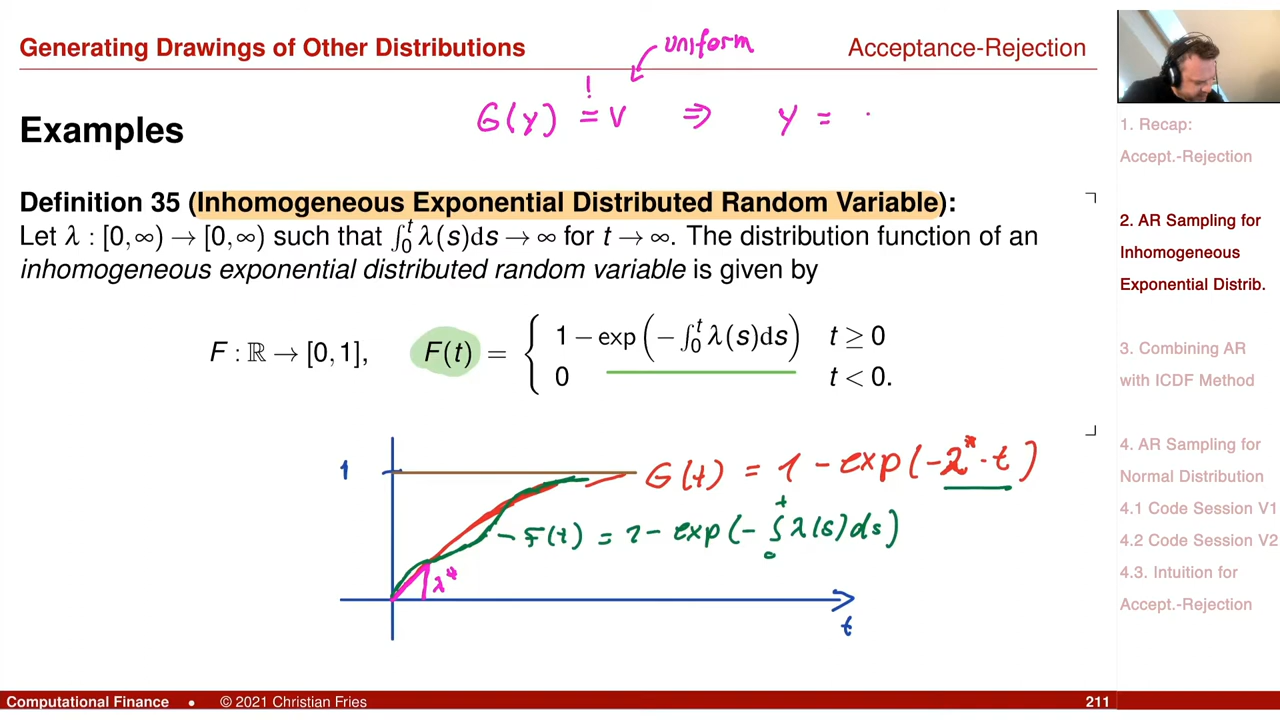 Generating Drawings of Other Distributions
Acceptance-Rejection
uniform
G(Y) =! V ⇒ Y =
Examples
Definition 35 (Inhomogeneous Exponential Distributed Random Variable):
Let λ : [0,∞) → [0,∞) such that ∫₀ᵗ λ(s)ds → ∞ for t → ∞. The distribution function of an
inhomogeneous exponential distributed random variable is given by
F : ℝ → [0,1], F(t) = { 1 − exp(−∫₀ᵗ λ(s)ds) t ≥ 0
0 t < 0.
1
G(t) = 1 − exp(−λ*·t)
F(t) = 1 − exp(−∫₀ᵗ λ(s)ds)
λ*
t
1. Recap:
Accept.-Rejection
2. AR Sampling for
Inhomogeneous
Exponential Distrib.
3. Combining AR
with ICDF Method
4. AR Sampling for
Normal Distribution
4.1 Code Session V1
4.2 Code Session V2
4.3. Intuition for
Accept.-Rejection
Computational Finance • © 2021 Christian Fries
211